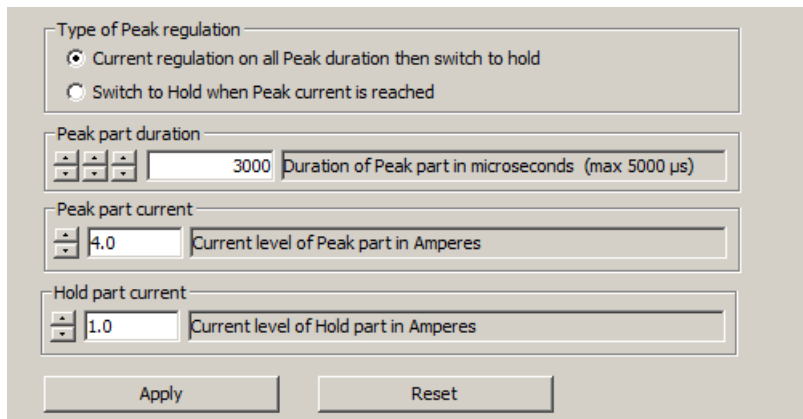 Type of Peak regulation
Current regulation on all Peak duration then switch to hold
Switch to Hold when Peak current is reached
Peak part duration
3000 Duration of Peak part in microseconds (max 5000 µs)
Peak part current
4.0 Current level of Peak part in Amperes
Hold part current
1.0 Current level of Hold part in Amperes
Apply Reset